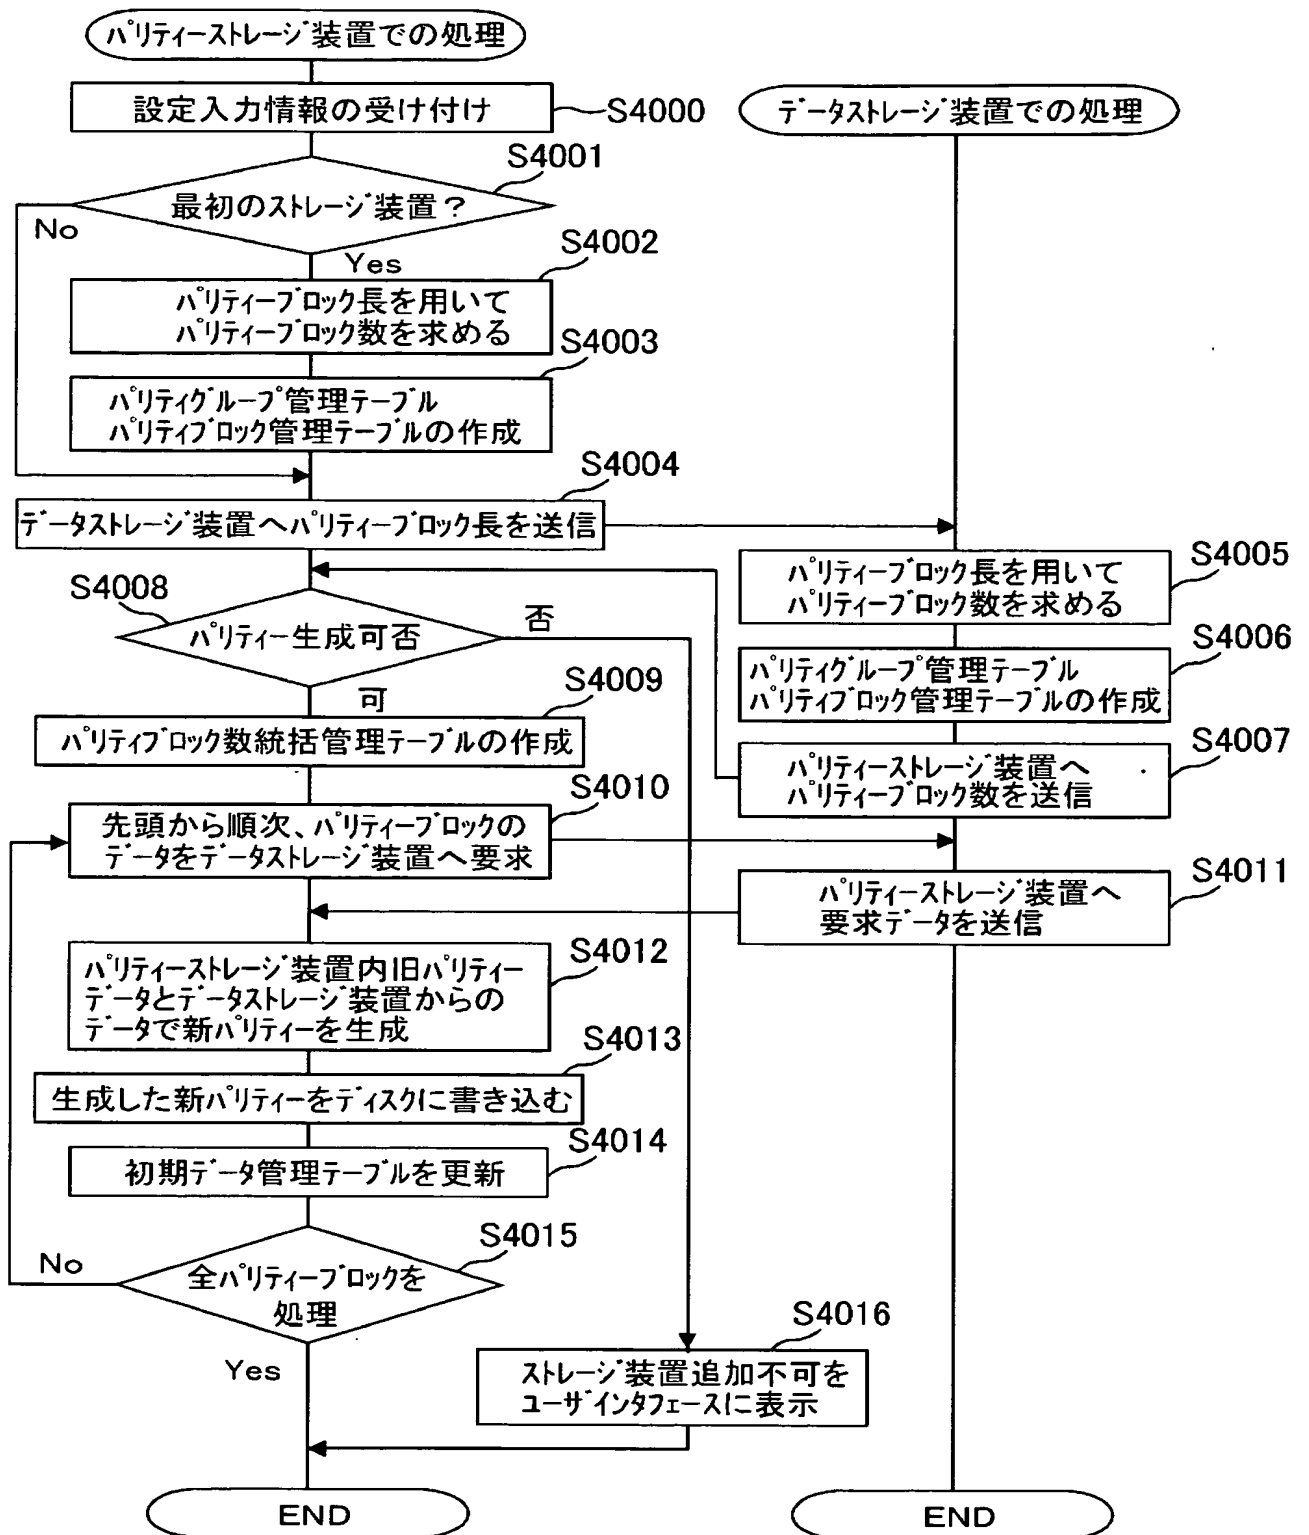 パリティーストレージ装置での処理
設定入力情報の受け付け
S4000
データストレージ装置での処理
S4001
最初のストレージ装置?
No
Yes
S4002
パリティーブロック長を用いて
パリティーブロック数を求める
S4003
パリティグループ管理テーブル
パリティブロック管理テーブルの作成
S4004
データストレージ装置へパリティーブロック長を送信
S4005
パリティーブロック長を用いて
パリティーブロック数を求める
S4006
パリティグループ管理テーブル
パリティブロック管理テーブルの作成
S4007
パリティーストレージ装置へ
パリティーブロック数を送信
S4008
パリティー生成可否
否
可
S4009
パリティブロック数統括管理テーブルの作成
S4010
先頭から順次、パリティーブロックの
データをデータストレージ装置へ要求
S4011
パリティーストレージ装置へ
要求データを送信
S4012
パリティーストレージ装置内旧パリティー
データとデータストレージ装置からの
データで新パリティーを生成
S4013
生成した新パリティーをディスクに書き込む
S4014
初期データ管理テーブルを更新
S4015
全パリティーブロックを
処理
No
Yes
S4016
ストレージ装置追加不可を
ユーザインタフェースに表示
END
END